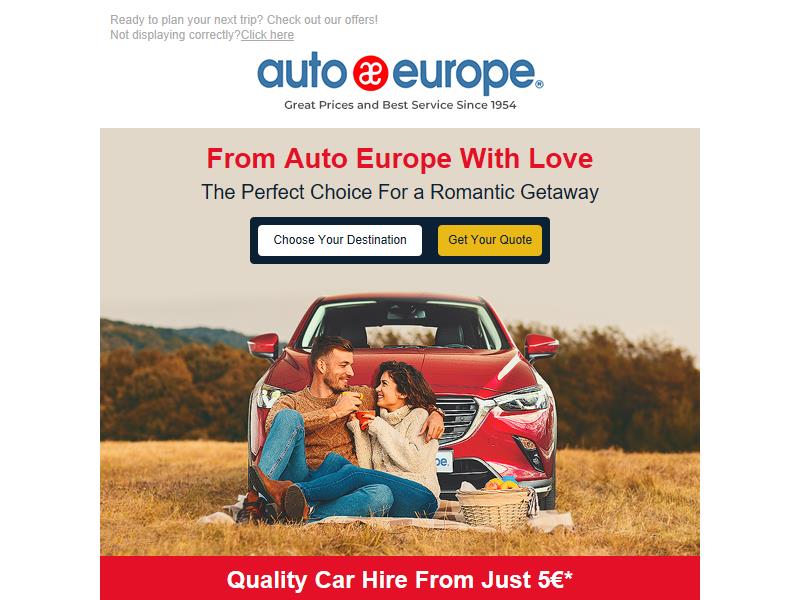 Ready to plan your next trip? Check out our offers!
Not displaying correctly?Click here
auto æ europe®
Great Prices and Best Service Since 1954
From Auto Europe With Love
The Perfect Choice For a Romantic Getaway
Choose Your Destination
Get Your Quote
pe.
Quality Car Hire From Just 5€*